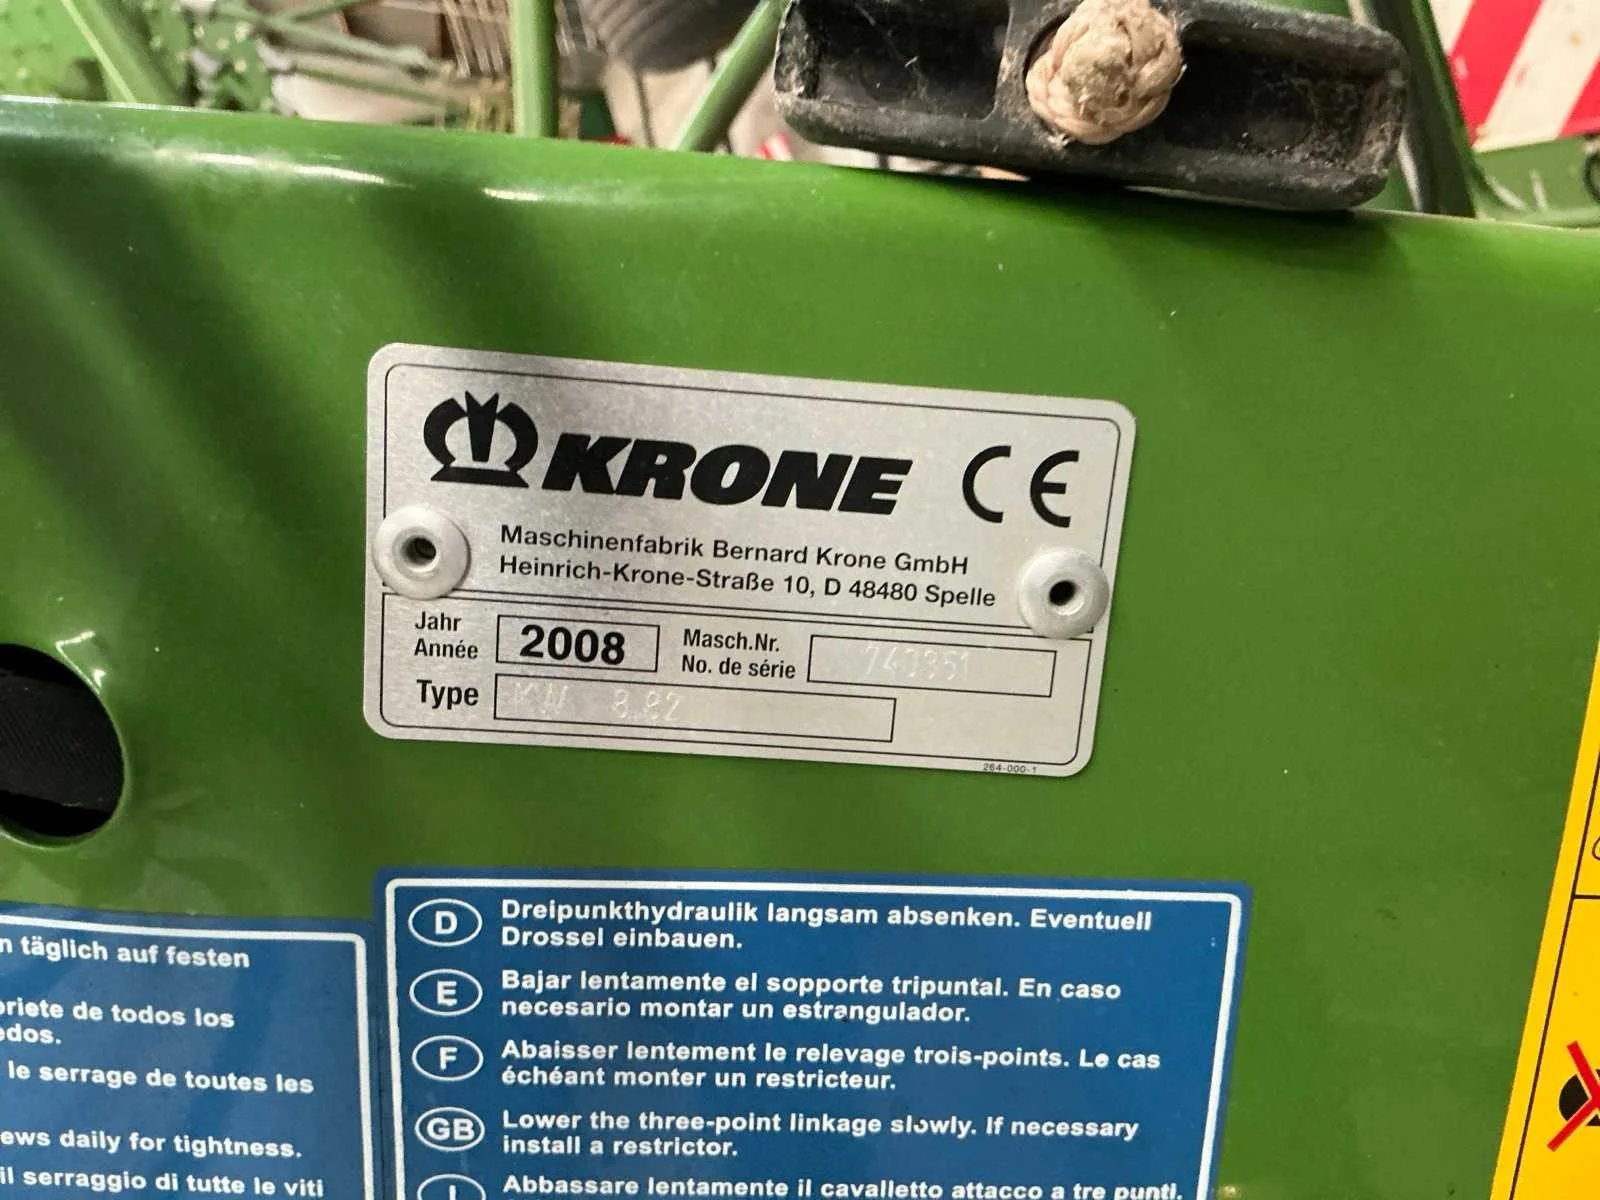 KRONE CE
Maschinenfabrik Bernard Krone GmbH
Heinrich-Krone-Straße 10, D 48480 Spelle
Jahr
Année
2008
Masch.Nr.
No. de série
740351
Type
KW 8.82
264-000-1
D
Dreipunkthydraulik langsam absenken. Eventuell
Drossel einbauen.
E
Bajar lentamente el sopporte tripuntal. En caso
necesario montar un estrangulador.
F
Abaisser lentement le relevage trois-points. Le cas
échéant monter un restricteur.
GB
Lower the three-point linkage slowly. If necessary
install a restrictor.
I
Abbassare lentamente il cavalletto attacco a tre punti.
täglich auf festen
de todos los
le serrage de toutes les
daily for tightness.
il serraggio di tutte le viti